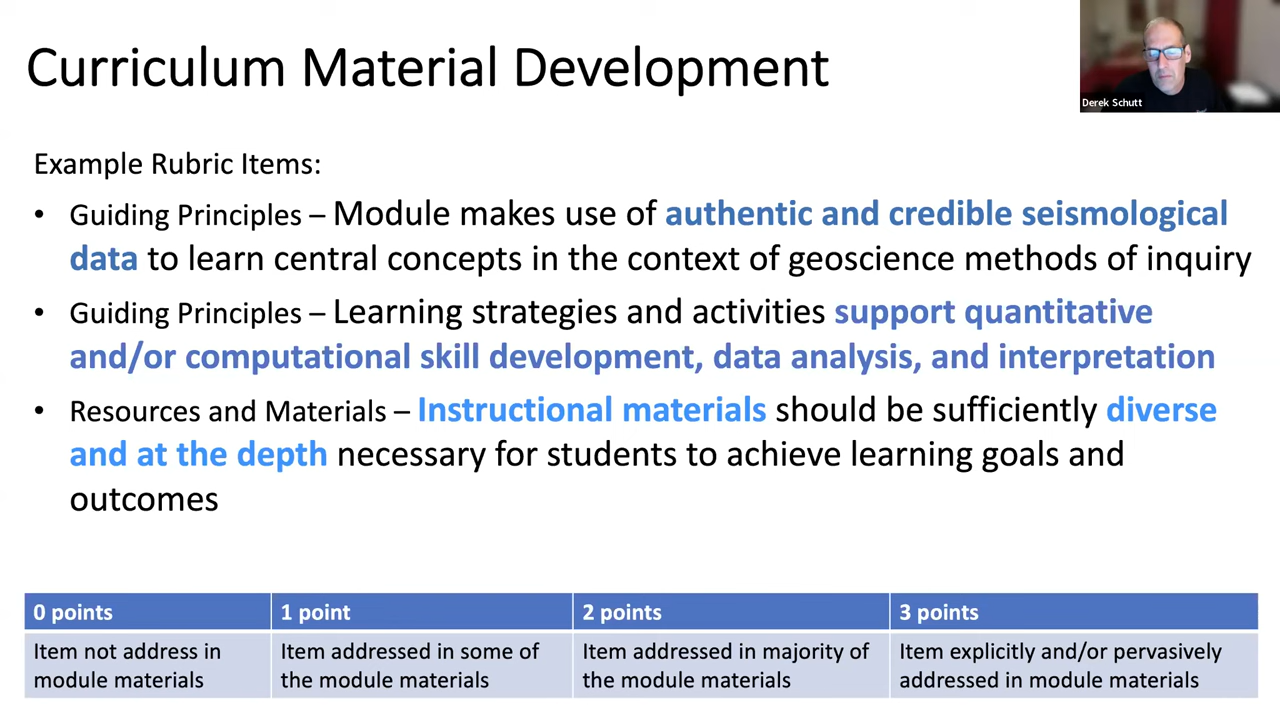 Curriculum Material Development
Derek Schutt
Example Rubric Items:
• Guiding Principles – Module makes use of authentic and credible seismological
data to learn central concepts in the context of geoscience methods of inquiry
• Guiding Principles – Learning strategies and activities support quantitative
and/or computational skill development, data analysis, and interpretation
• Resources and Materials – Instructional materials should be sufficiently diverse
and at the depth necessary for students to achieve learning goals and
outcomes
0 points
1 point
2 points
3 points
Item not address in
module materials
Item addressed in some of
the module materials
Item addressed in majority of
the module materials
Item explicitly and/or pervasively
addressed in module materials